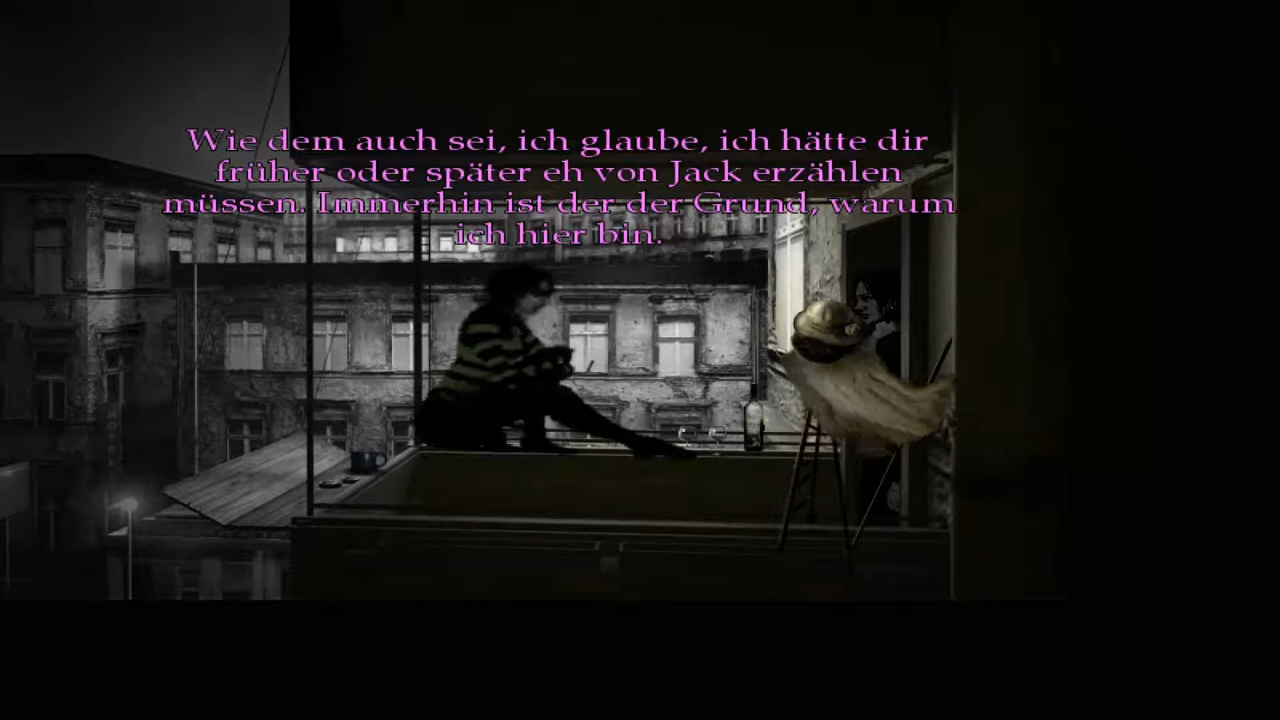 Wie dem auch sei, ich glaube, ich hätte dir
früher oder später eh von Jack erzählen
müssen. Immerhin ist der der Grund, warum
ich hier bin.